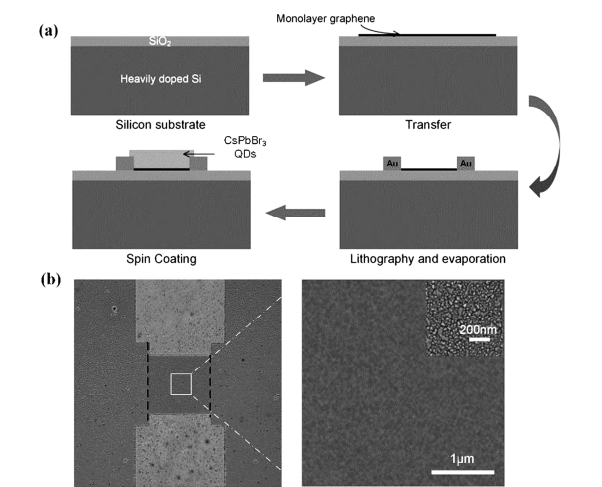 (a)
Monolayer graphene
SiO₂
Heavily doped Si
Silicon substrate
Transfer
CsPbBr₃
QDs
Au
Au
Spin Coating
Lithography and evaporation
(b)
200nm
1μm